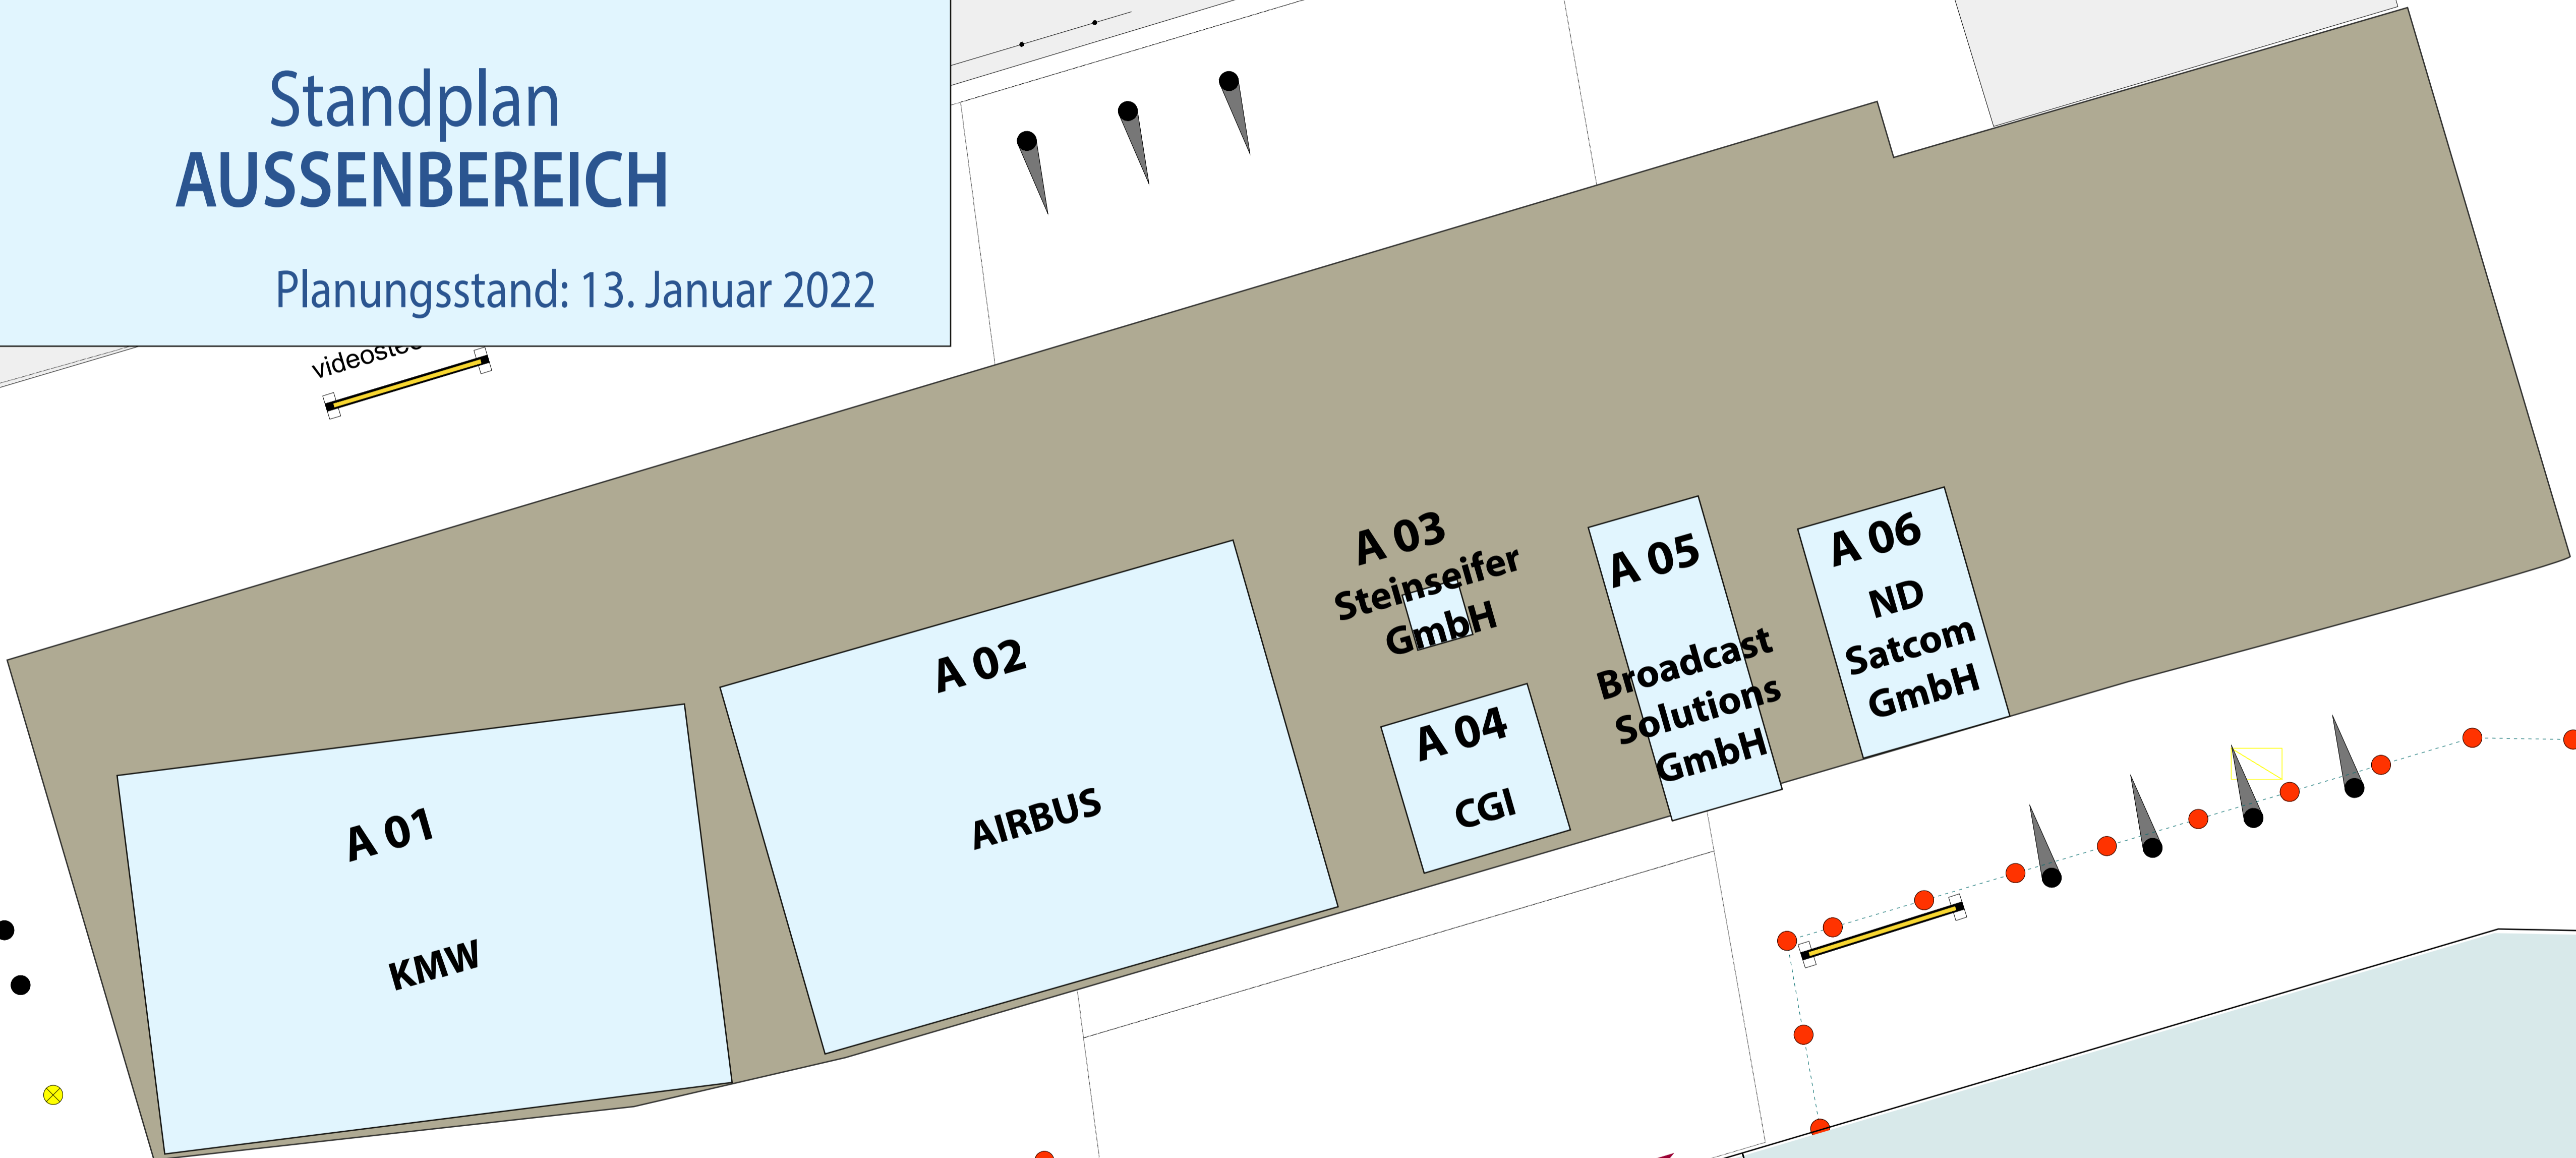 Standplan
AUSSENBEREICH
Planungsstand: 13. Januar 2022
A 01
KMW
A 02
AIRBUS
A 03
Steinseifer
GmbH
A 04
CGI
A 05
Broadcast
Solutions
GmbH
A 06
ND
Satcom
GmbH